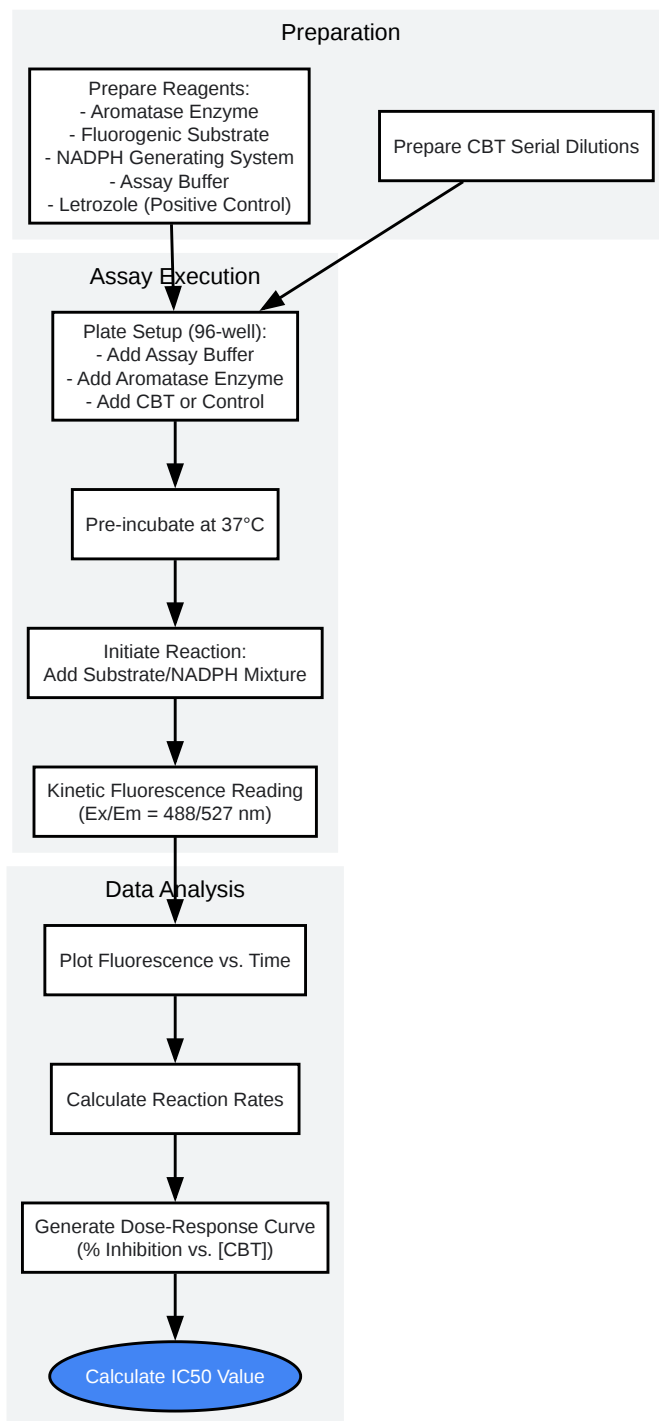 Preparation
Prepare Reagents:
- Aromatase Enzyme
- Fluorogenic Substrate
- NADPH Generating System
- Assay Buffer
- Letrozole (Positive Control)
Prepare CBT Serial Dilutions
Assay Execution
Plate Setup (96-well):
- Add Assay Buffer
- Add Aromatase Enzyme
- Add CBT or Control
Pre-incubate at 37°C
Initiate Reaction:
Add Substrate/NADPH Mixture
Kinetic Fluorescence Reading
(Ex/Em = 488/527 nm)
Data Analysis
Plot Fluorescence vs. Time
Calculate Reaction Rates
Generate Dose-Response Curve
(% Inhibition vs. [CBT])
Calculate IC50 Value